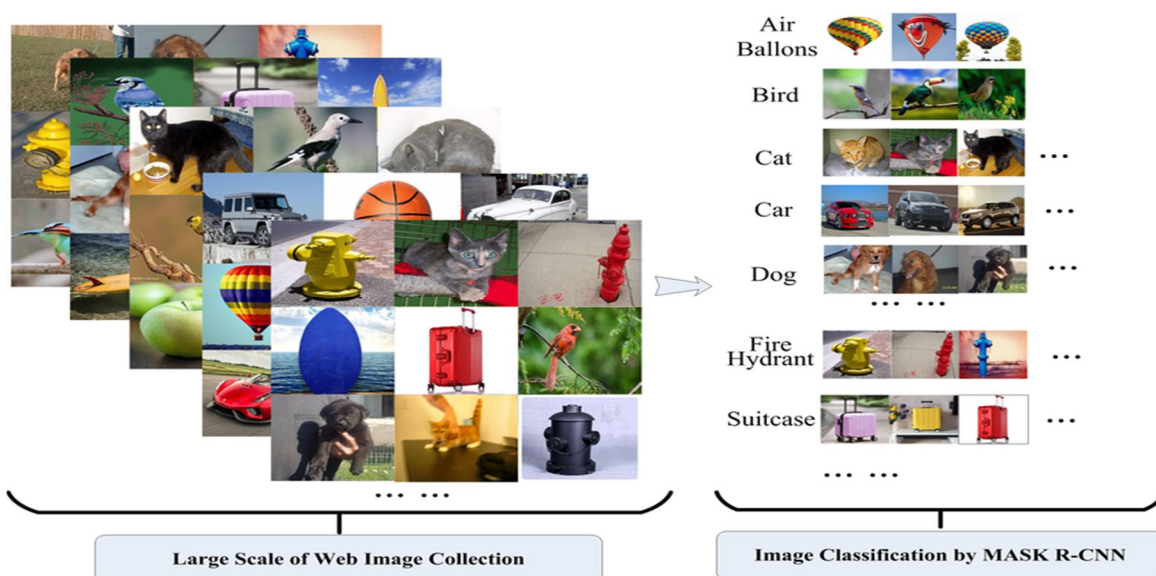 Air
Ballons
Bird
Cat
...
Car
...
Dog
...
... ...
Fire
Hydrant
...
Suitcase
...
... ...
... ...
Large Scale of Web Image Collection
Image Classification by MASK R-CNN